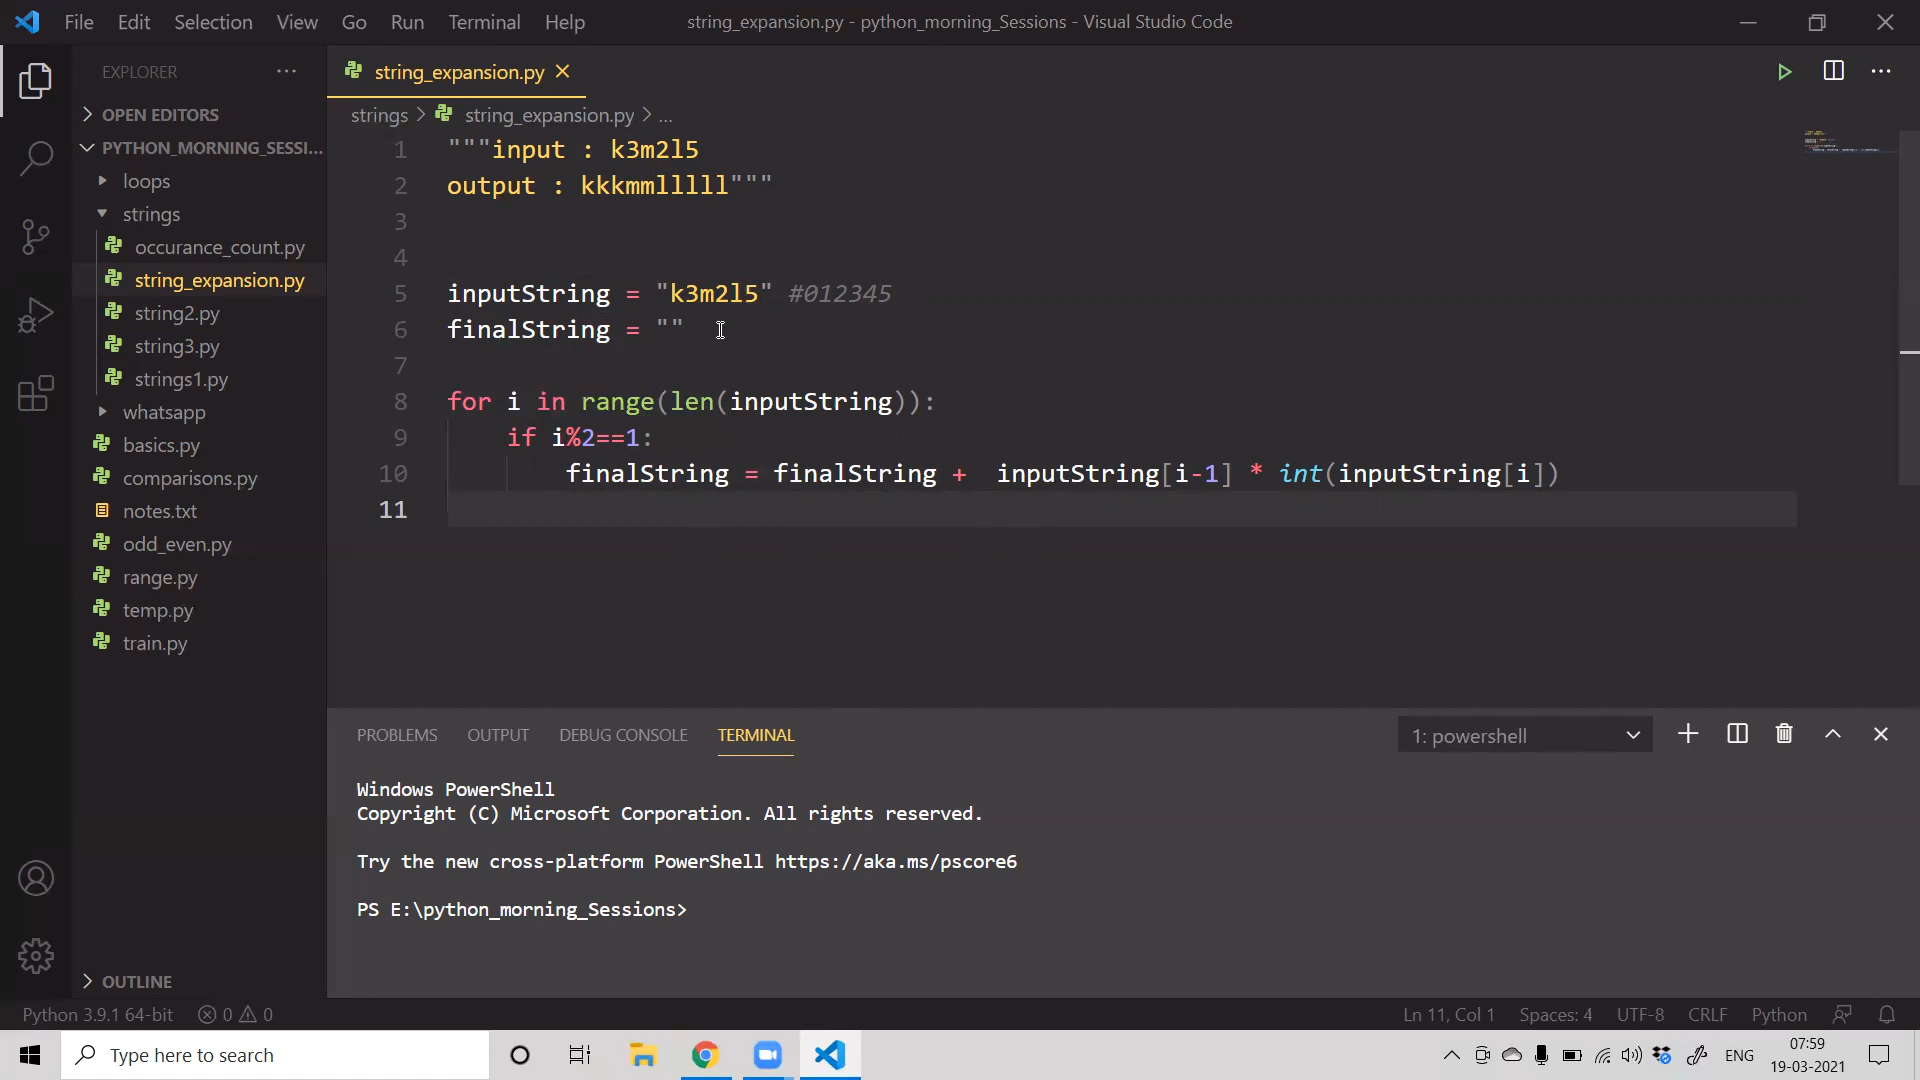 File Edit Selection View Go Run Terminal Help string_expansion.py - python_morning_Sessions - Visual Studio Code
EXPLORER ...
OPEN EDITORS
PYTHON_MORNING_SESSI...
loops
strings
occurance_count.py
string_expansion.py
string2.py
string3.py
strings1.py
whatsapp
basics.py
comparisons.py
notes.txt
odd_even.py
range.py
temp.py
train.py
OUTLINE
string_expansion.py
strings > string_expansion.py > ...
1 """input : k3m2l5
2 output : kkkmmlllll"""
3
4
5 inputString = "k3m2l5" #012345
6 finalString = ""
7
8 for i in range(len(inputString)):
9 if i%2==1:
10 finalString = finalString + inputString[i-1] * int(inputString[i])
11
PROBLEMS OUTPUT DEBUG CONSOLE TERMINAL 1: powershell
Windows PowerShell
Copyright (C) Microsoft Corporation. All rights reserved.
Try the new cross-platform PowerShell https://aka.ms/pscore6
PS E:\python_morning_Sessions>
Python 3.9.1 64-bit 0 0 Ln 11, Col 1 Spaces: 4 UTF-8 CRLF Python
Type here to search ENG 07:59
19-03-2021